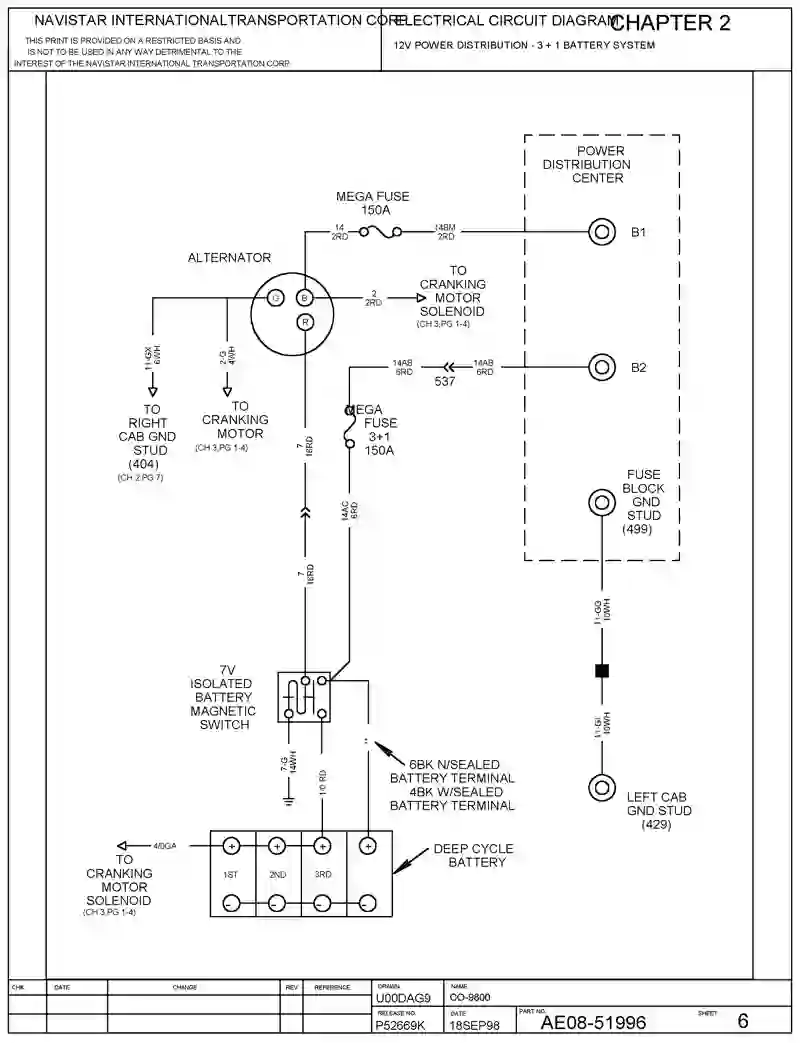 NAVISTAR INTERNATIONAL TRANSPORTATION CORP.
ELECTRICAL CIRCUIT DIAGRAM
CHAPTER 2
THIS PRINT IS PROVIDED ON A RESTRICTED BASIS AND
IS NOT TO BE USED IN ANY WAY DETRIMENTAL TO THE
INTEREST OF THE NAVISTAR INTERNATIONAL TRANSPORTATION CORP.
12V POWER DISTRIBUTION - 3 + 1 BATTERY SYSTEM
POWER
DISTRIBUTION
CENTER
MEGA FUSE
150A
14
2RD
14BM
2RD
B1
ALTERNATOR
G
B
R
2
2RD
TO
CRANKING
MOTOR
SOLENOID
(CH 3,PG 1-4)
11-GX
6WH
2-G
4WH
14AB
6RD
537
14AB
6RD
B2
TO
RIGHT
CAB GND
STUD
(404)
(CH 2,PG 7)
TO
CRANKING
MOTOR
(CH 3,PG 1-4)
MEGA
FUSE
3+1
150A
7
16RD
14AC
6RD
FUSE
BLOCK
GND
STUD
(499)
7
16RD
11-GG
10WH
7V
ISOLATED
BATTERY
MAGNETIC
SWITCH
10WH
7-G
14WH
1/0 RD
6BK N/SEALED
BATTERY TERMINAL
4BK W/SEALED
BATTERY TERMINAL
LEFT CAB
GND STUD
(429)
4/0GA
TO
CRANKING
MOTOR
SOLENOID
(CH 3,PG 1-4)
+
+
+
+
1ST
2ND
3RD
-
-
-
-
DEEP CYCLE
BATTERY
CHK
DATE
CHANGE
REV
REFERENCE
DRAWN
U00DAG9
NAME
CO-9800
RELEASE NO.
P52669K
DATE
18SEP98
PART NO.
AE08-51996
SHEET
6